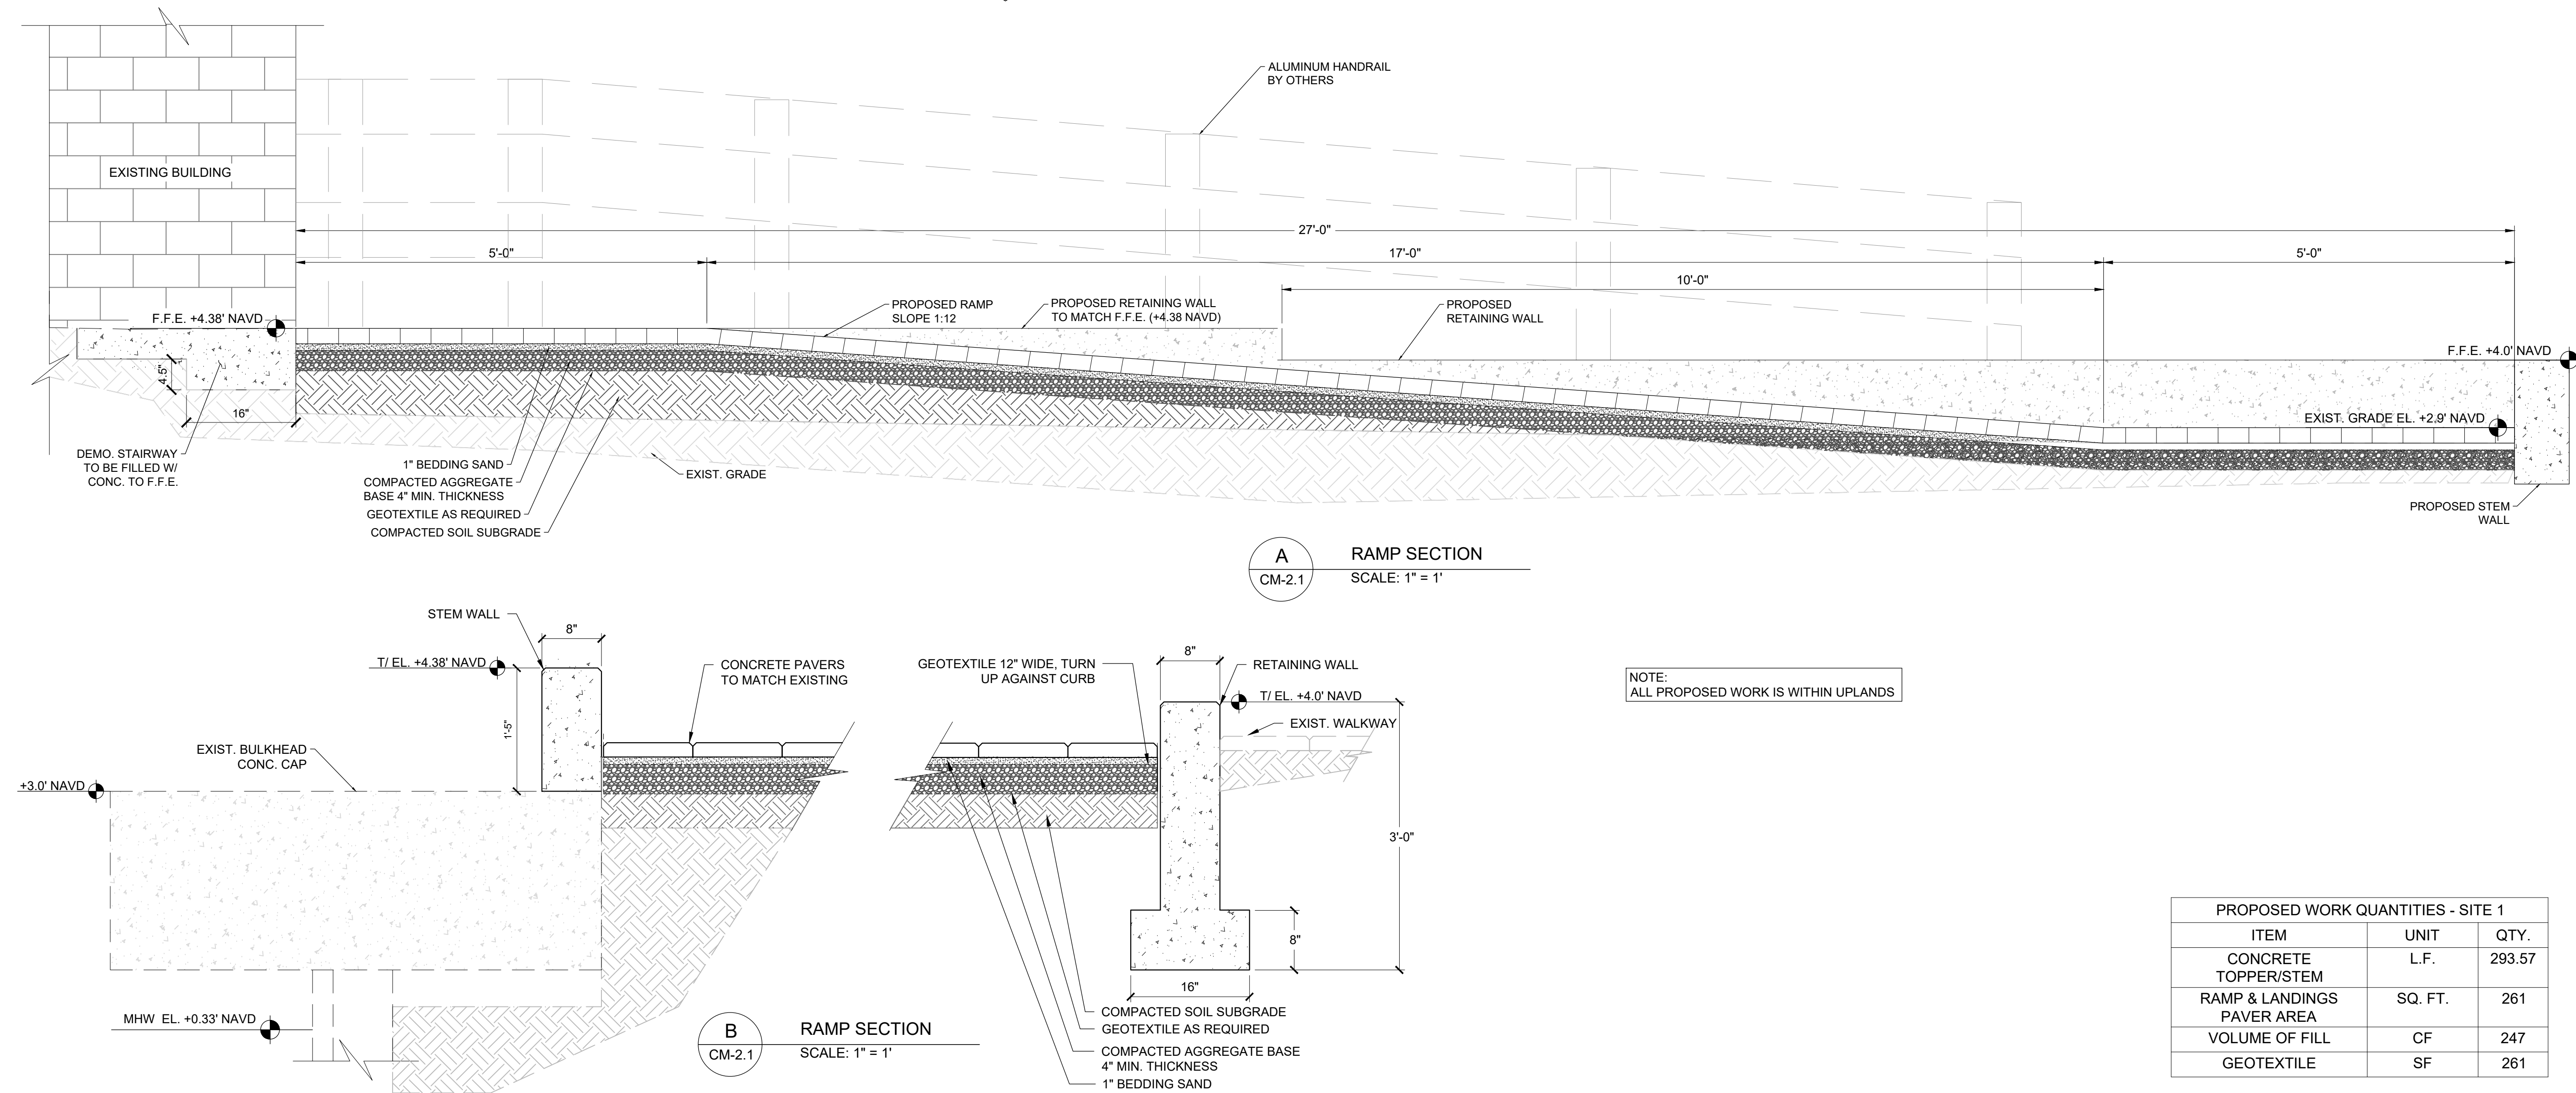 ALUMINUM HANDRAIL
BY OTHERS
EXISTING BUILDING
27'-0"
5'-0"
17'-0"
5'-0"
10'-0"
F.F.E. +4.38' NAVD
PROPOSED RAMP
SLOPE 1:12
PROPOSED RETAINING WALL
TO MATCH F.F.E. (+4.38 NAVD)
PROPOSED
RETAINING WALL
F.F.E. +4.0' NAVD
4.5"
16"
EXIST. GRADE EL. +2.9' NAVD
DEMO. STAIRWAY
TO BE FILLED W/
CONC. TO F.F.E.
1" BEDDING SAND
COMPACTED AGGREGATE
BASE 4" MIN. THICKNESS
GEOTEXTILE AS REQUIRED
COMPACTED SOIL SUBGRADE
EXIST. GRADE
PROPOSED STEM
WALL
A
CM-2.1
RAMP SECTION
SCALE: 1" = 1'
STEM WALL
8"
T/ EL. +4.38' NAVD
1'-5"
CONCRETE PAVERS
TO MATCH EXISTING
GEOTEXTILE 12" WIDE, TURN
UP AGAINST CURB
8"
RETAINING WALL
T/ EL. +4.0' NAVD
EXIST. WALKWAY
EXIST. BULKHEAD
CONC. CAP
+3.0' NAVD
3'-0"
8"
16"
MHW EL. +0.33' NAVD
COMPACTED SOIL SUBGRADE
GEOTEXTILE AS REQUIRED
COMPACTED AGGREGATE BASE
4" MIN. THICKNESS
1" BEDDING SAND
B
CM-2.1
RAMP SECTION
SCALE: 1" = 1'
NOTE:
ALL PROPOSED WORK IS WITHIN UPLANDS
PROPOSED WORK QUANTITIES - SITE 1
ITEM UNIT QTY.
CONCRETE TOPPER/STEM L.F. 293.57
RAMP & LANDINGS PAVER AREA SQ. FT. 261
VOLUME OF FILL CF 247
GEOTEXTILE SF 261